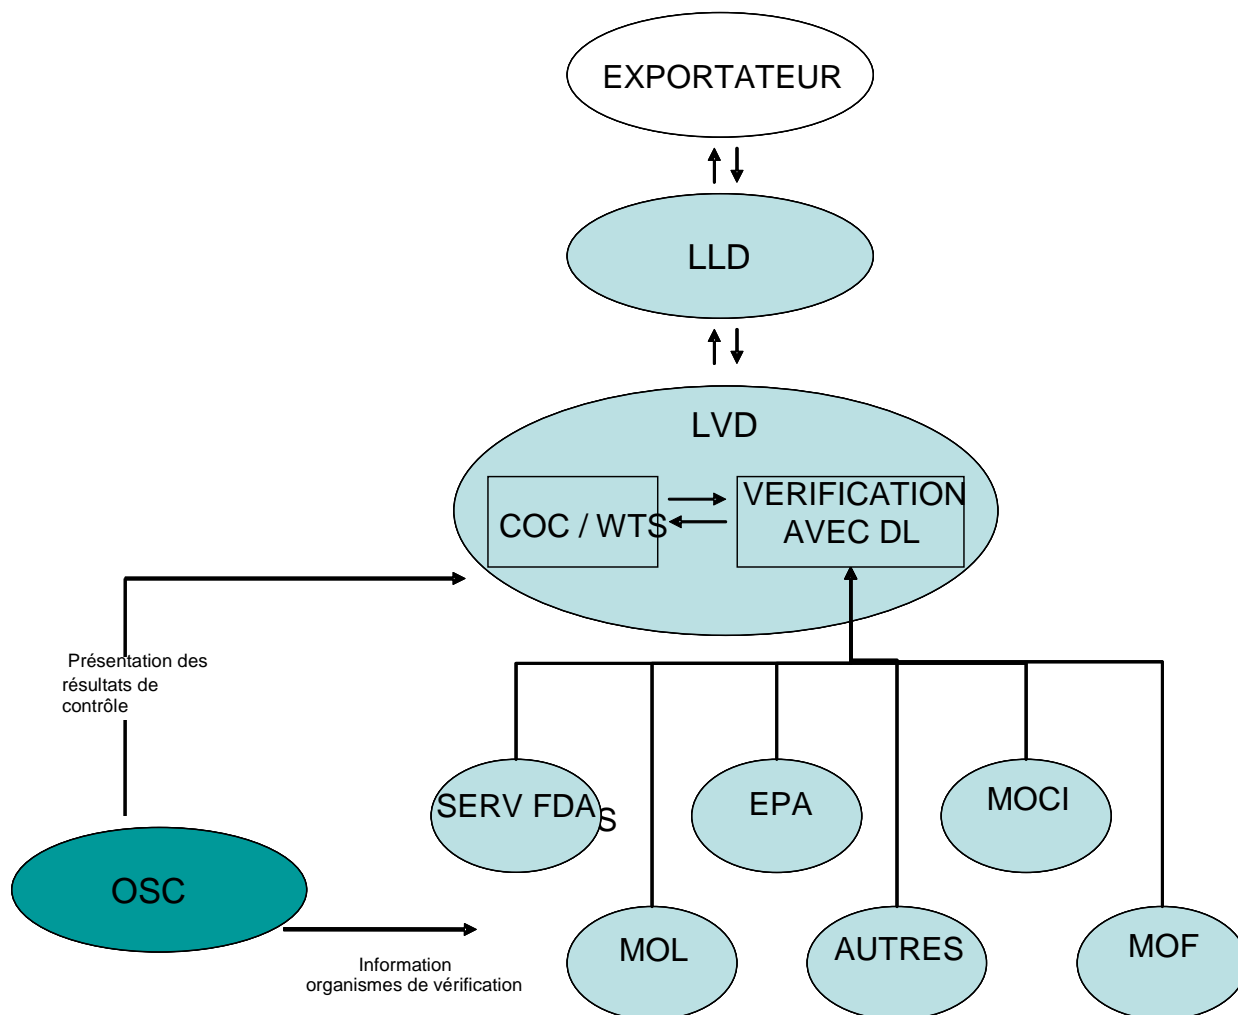 EXPORTATEUR
LLD
LVD
COC / WTS
VERIFICATION
AVEC DL
Présentation des
résultats de
contrôle
SERV FDA
S
EPA
MOCI
OSC
MOL
AUTRES
MOF
Information
organismes de vérification